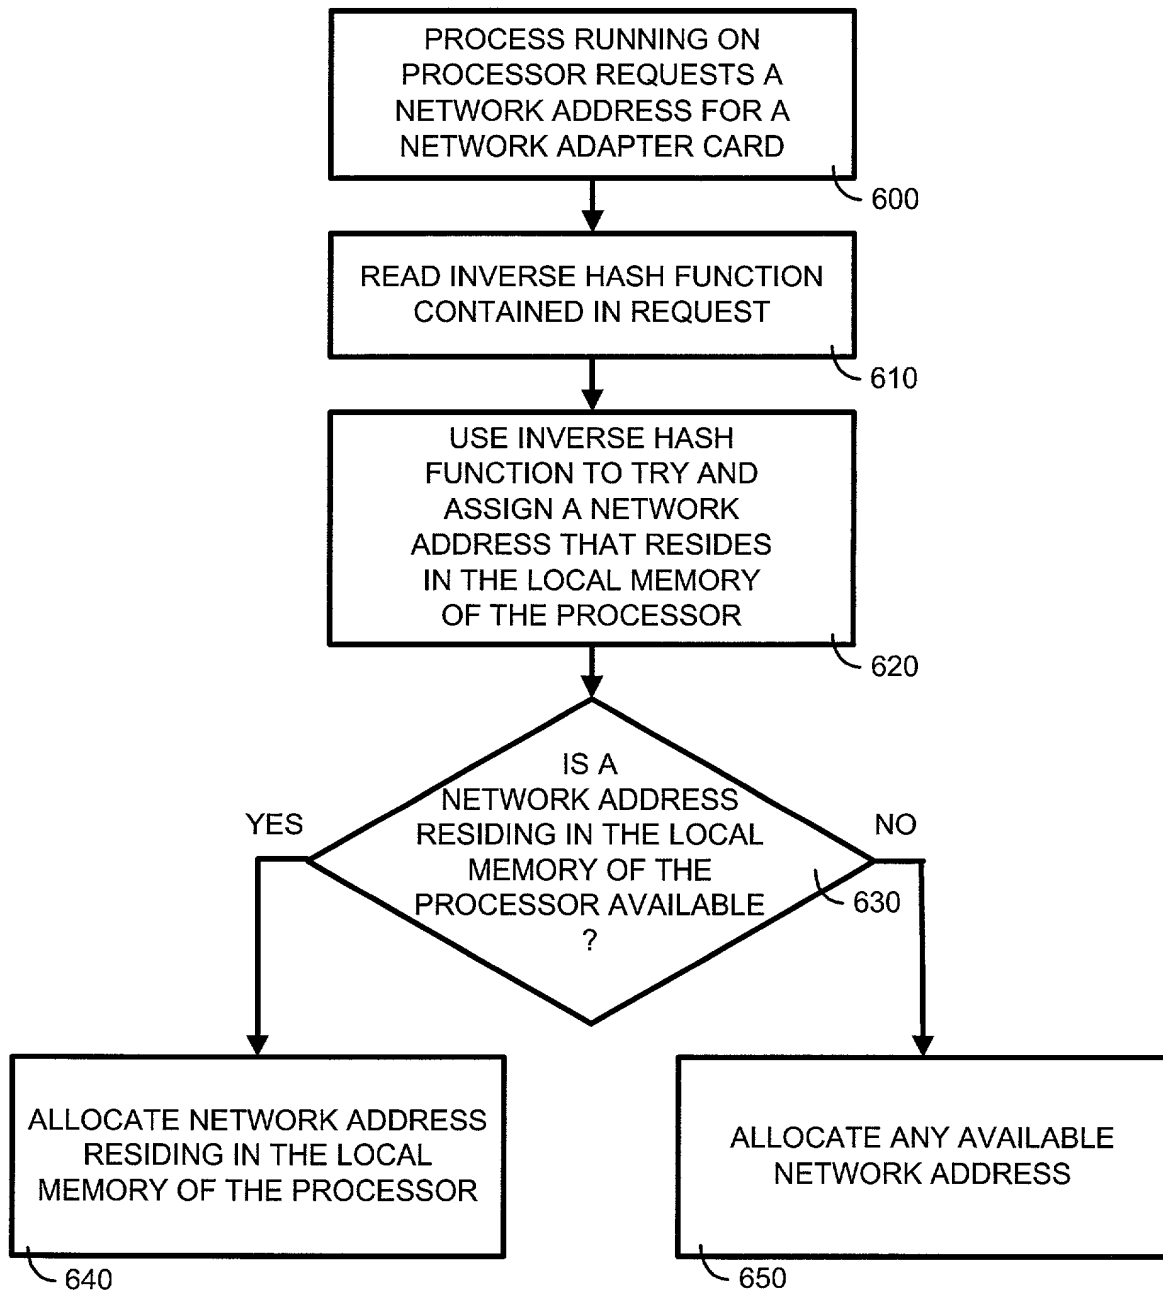 PROCESS RUNNING ON
PROCESSOR REQUESTS A
NETWORK ADDRESS FOR A
NETWORK ADAPTER CARD
600
READ INVERSE HASH FUNCTION
CONTAINED IN REQUEST
610
USE INVERSE HASH
FUNCTION TO TRY AND
ASSIGN A NETWORK
ADDRESS THAT RESIDES
IN THE LOCAL MEMORY
OF THE PROCESSOR
620
IS A
NETWORK ADDRESS
RESIDING IN THE LOCAL
MEMORY OF THE
PROCESSOR AVAILABLE
?
630
YES
NO
ALLOCATE NETWORK ADDRESS
RESIDING IN THE LOCAL
MEMORY OF THE PROCESSOR
640
ALLOCATE ANY AVAILABLE
NETWORK ADDRESS
650